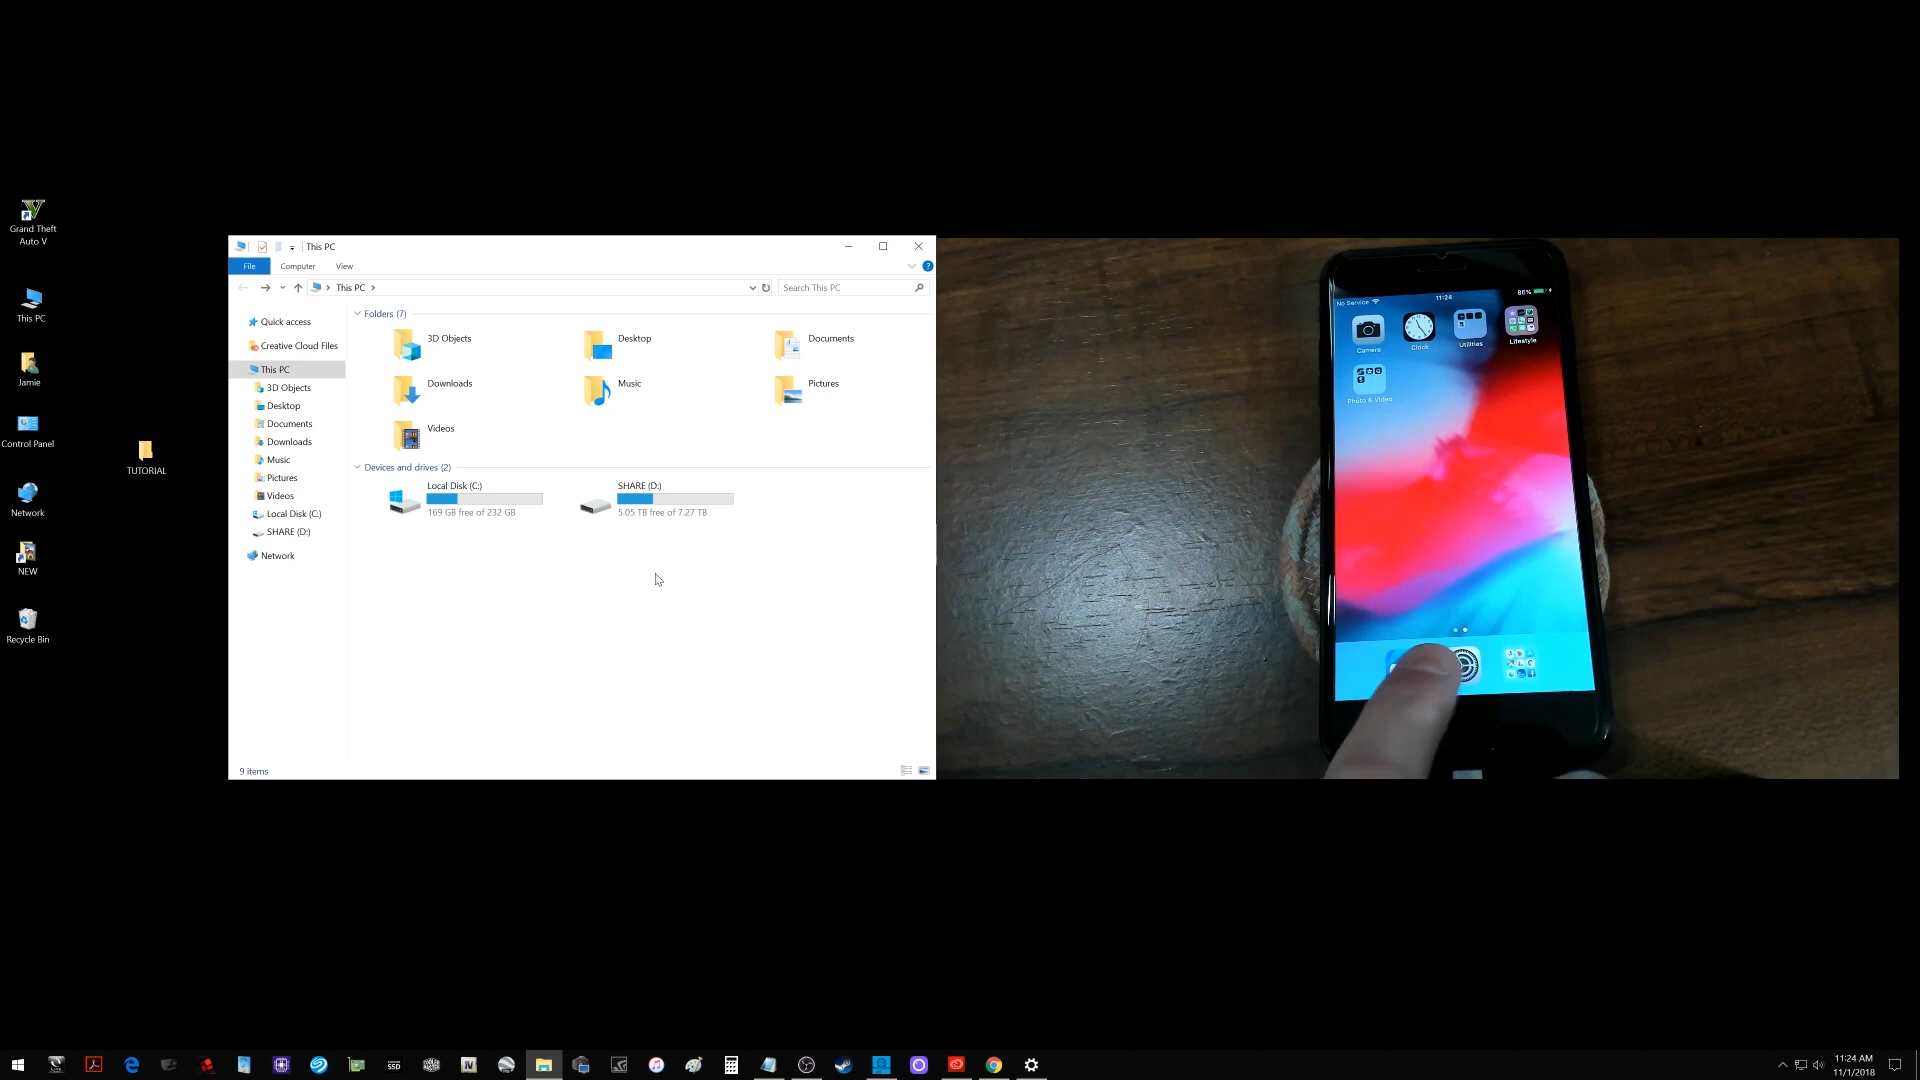 Grand Theft
Auto V
This PC
Jamie
Control Panel
Network
NEW
Recycle Bin
TUTORIAL
This PC
File
Computer
View
This PC
Search This PC
Quick access
Creative Cloud Files
This PC
3D Objects
Desktop
Documents
Downloads
Music
Pictures
Videos
Local Disk (C:)
SHARE (D:)
Network
Folders (7)
3D Objects
Desktop
Documents
Downloads
Music
Pictures
Videos
Devices and drives (2)
Local Disk (C:)
169 GB free of 232 GB
SHARE (D:)
5.05 TB free of 7.27 TB
9 items
No Service
11:24
86%
Camera
Clock
Utilities
Lifestyle
Photo & Video
SSD
IV
11:24 AM
11/1/2018